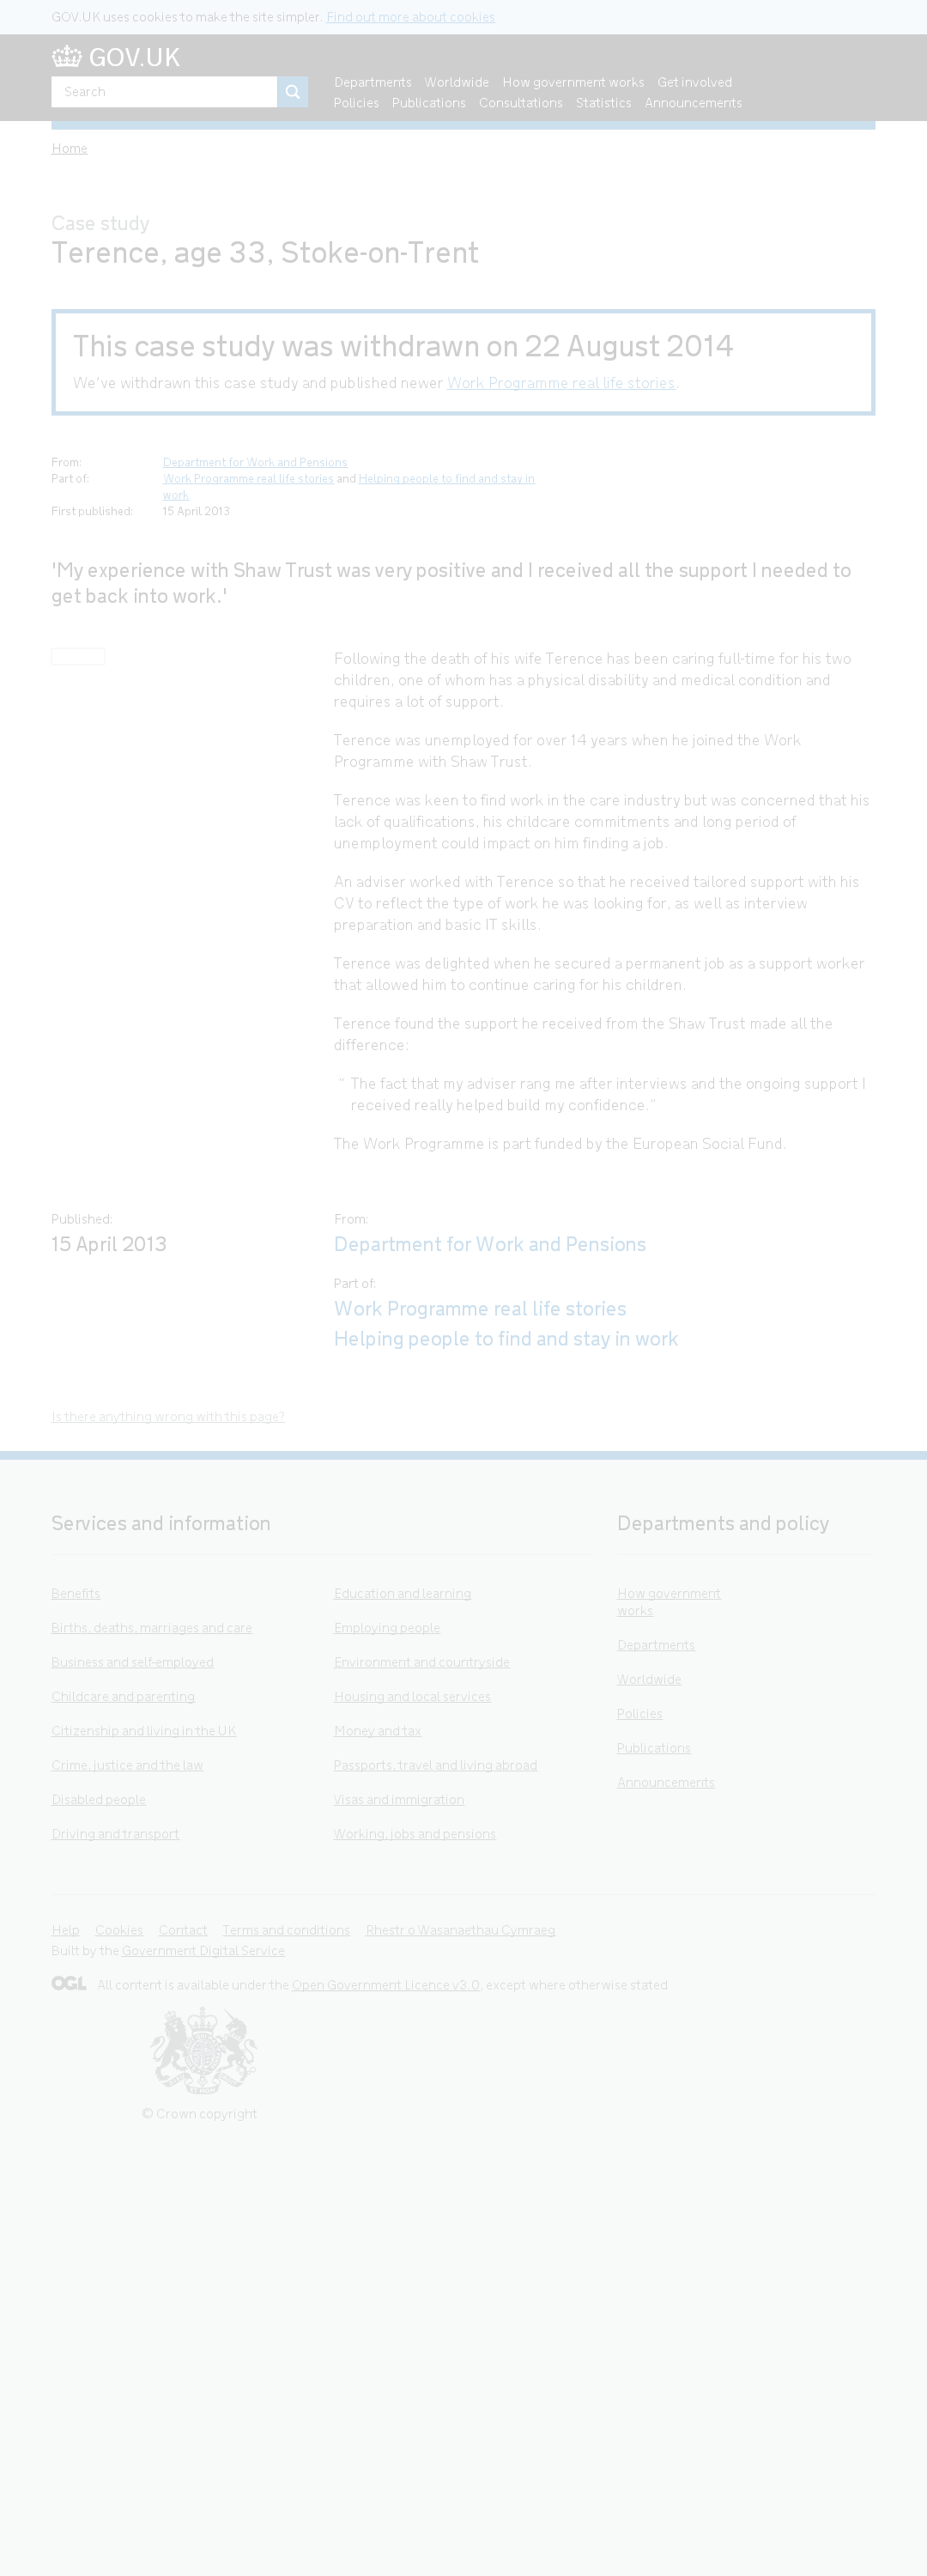 GOV.UK uses cookies to make the site simpler. Find out more about cookies
GOV.UK
Search
Departments Worldwide How government works Get involved
Policies Publications Consultations Statistics Announcements
Home
Case study
Terence, age 33, Stoke-on-Trent
This case study was withdrawn on 22 August 2014
We've withdrawn this case study and published newer Work Programme real life stories.
From: Department for Work and Pensions
Part of: Work Programme real life stories and Helping people to find and stay in
work
First published: 15 April 2013
'My experience with Shaw Trust was very positive and I received all the support I needed to
get back into work.'
Following the death of his wife Terence has been caring full-time for his two
children, one of whom has a physical disability and medical condition and
requires a lot of support.
Terence was unemployed for over 14 years when he joined the Work
Programme with Shaw Trust.
Terence was keen to find work in the care industry but was concerned that his
lack of qualifications, his childcare commitments and long period of
unemployment could impact on him finding a job.
An adviser worked with Terence so that he received tailored support with his
CV to reflect the type of work he was looking for, as well as interview
preparation and basic IT skills.
Terence was delighted when he secured a permanent job as a support worker
that allowed him to continue caring for his children.
Terence found the support he received from the Shaw Trust made all the
difference:
“ The fact that my adviser rang me after interviews and the ongoing support I
received really helped build my confidence.”
The Work Programme is part funded by the European Social Fund.
Published:
15 April 2013
From:
Department for Work and Pensions
Part of:
Work Programme real life stories
Helping people to find and stay in work
Is there anything wrong with this page?
Services and information
Benefits
Births, deaths, marriages and care
Business and self-employed
Childcare and parenting
Citizenship and living in the UK
Crime, justice and the law
Disabled people
Driving and transport
Education and learning
Employing people
Environment and countryside
Housing and local services
Money and tax
Passports, travel and living abroad
Visas and immigration
Working, jobs and pensions
Departments and policy
How government
works
Departments
Worldwide
Policies
Publications
Announcements
Help Cookies Contact Terms and conditions Rhestr o Wasanaethau Cymraeg
Built by the Government Digital Service
OGL All content is available under the Open Government Licence v3.0, except where otherwise stated
© Crown copyright